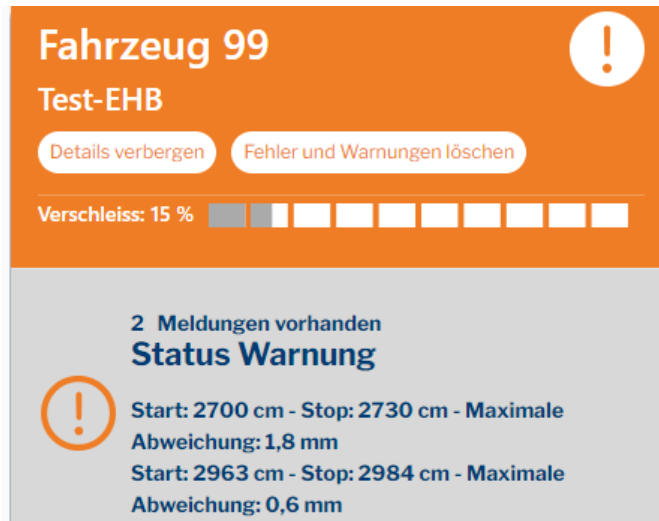 Fahrzeug 99
Test-EHB
Details verbergen Fehler und Warnungen löschen
Verschleiss: 15 %
2 Meldungen vorhanden
Status Warnung
Start: 2700 cm - Stop: 2730 cm - Maximale
Abweichung: 1,8 mm
Start: 2963 cm - Stop: 2984 cm - Maximale
Abweichung: 0,6 mm